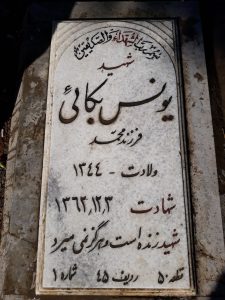 شهید
یونس بکائی
فرزند محمد
ولادت - ۱۳۴۴
شهادت ۱۳۶۲،۱۲،۳
شهید زنده است و هرگز نمی میرد
قطعه ۵۰ ردیف ۴۵ شماره ۱